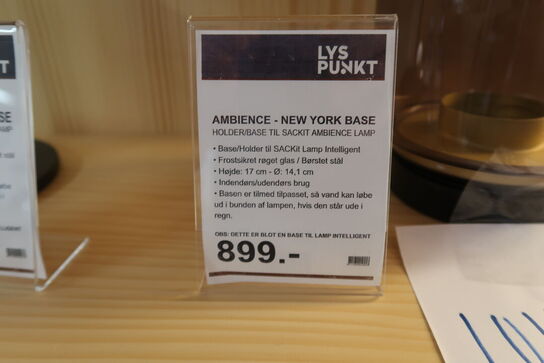 LYS
PUNKT
AMBIENCE - NEW YORK BASE
HOLDER/BASE TIL SACKIT AMBIENCE LAMP
• Base/Holder til SACKit Lamp Intelligent
• Frostsikret røget glas / Børstet stål
• Højde: 17 cm - Ø: 14,1 cm
• Indendørs/udendørs brug
• Basen er tilmed tilpasset, så vand kan løbe
ud i bunden af lampen, hvis den står ude i
regn.
OBS: DETTE ER BLOT EN BASE TIL LAMP INTELLIGENT
899.-